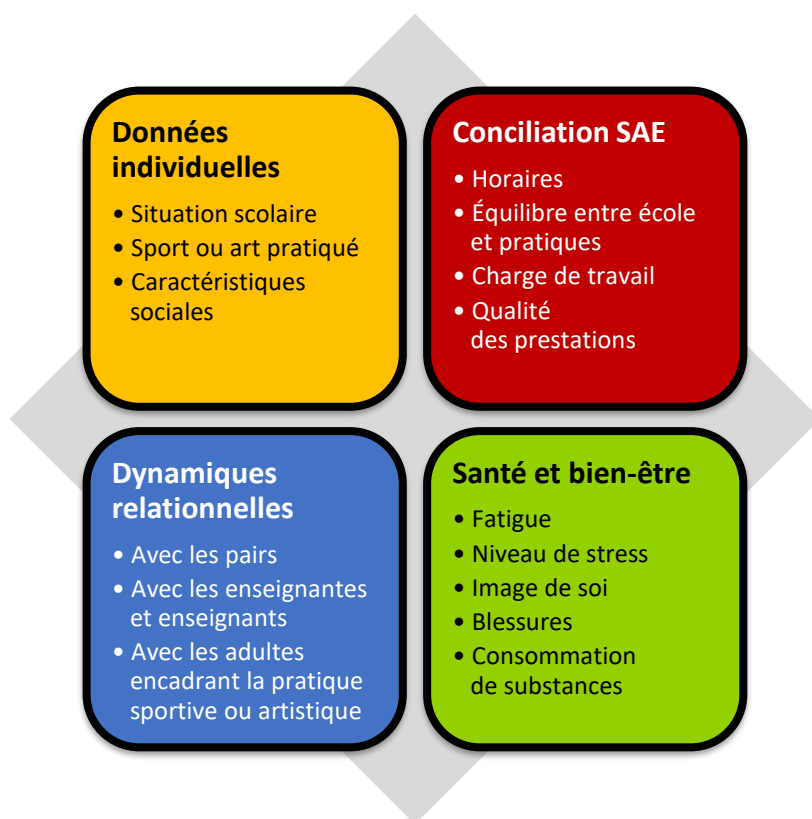 Données
individuelles
• Situation scolaire
• Sport ou art pratiqué
• Caractéristiques
sociales
Conciliation SAE
• Horaires
• Équilibre entre école
et pratiques
• Charge de travail
• Qualité
des prestations
Dynamiques
relationnelles
• Avec les pairs
• Avec les enseignantes
et enseignants
• Avec les adultes
encadrant la pratique
sportive ou artistique
Santé et bien-être
• Fatigue
• Niveau de stress
• Image de soi
• Blessures
• Consommation
de substances